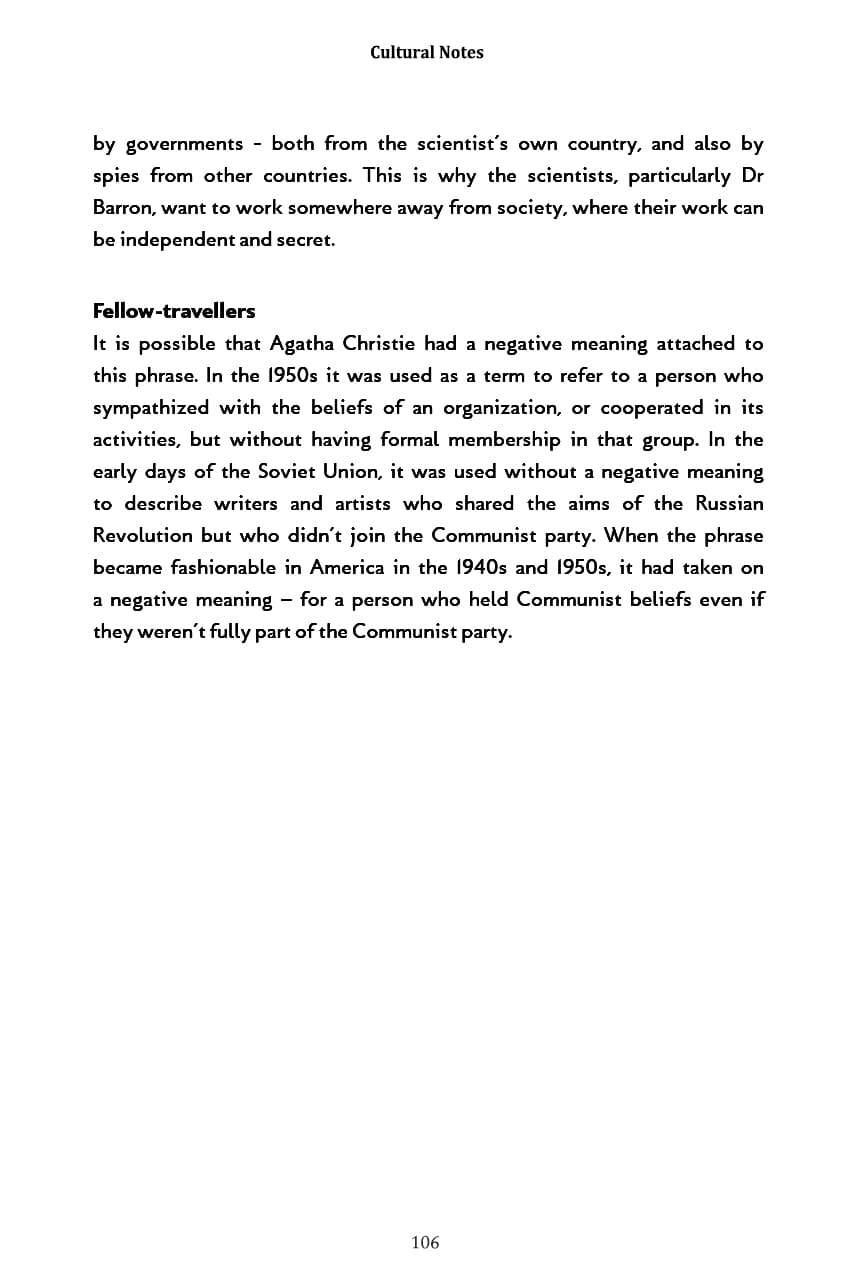 Cultural Notes
by governments - both from the scientist's own country, and also by
spies from other countries. This is why the scientists, particularly Dr
Barron, want to work somewhere away from society, where their work can
be independent and secret.
Fellow-travellers
It is possible that Agatha Christie had a negative meaning attached to
this phrase. In the 1950s it was used as a term to refer to a person who
sympathized with the beliefs of an organization, or cooperated in its
activities, but without having formal membership in that group. In the
early days of the Soviet Union, it was used without a negative meaning
to describe writers and artists who shared the aims of the Russian
Revolution but who didn't join the Communist party. When the phrase
became fashionable in America in the 1940s and 1950s, it had taken on
a negative meaning – for a person who held Communist beliefs even if
they weren't fully part of the Communist party.
106